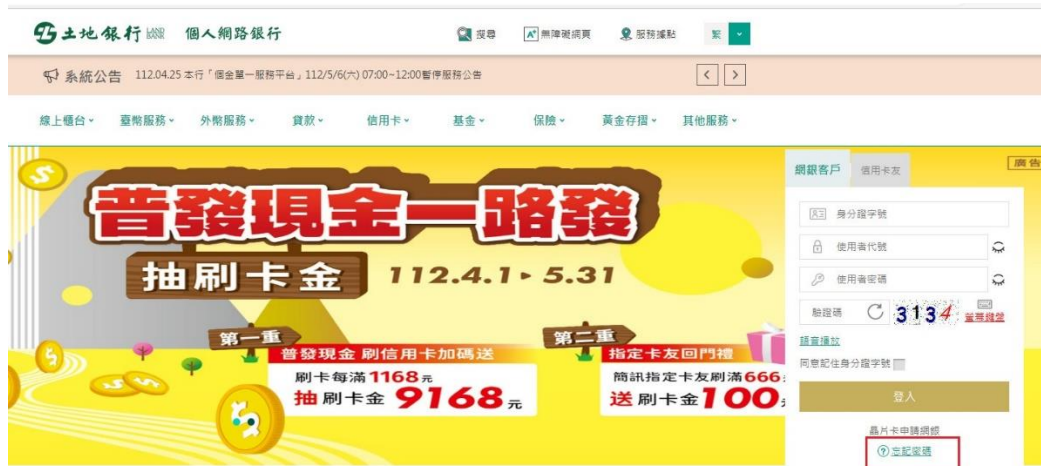 土地銀行 LAND BANK 個人網路銀行
搜尋 無障礙網頁 服務據點 繁
系統公告 112.04.25 本行「個金單一服務平台」112/5/6(六) 07:00~12:00暫停服務公告
線上櫃台 臺幣服務 外幣服務 貸款 信用卡 基金 保險 黃金存摺 其他服務
網銀客戶 信用卡友
廣告
普發現金一路發
抽刷卡金 112.4.1 ▸ 5.31
第一重
普發現金 刷信用卡加碼送
刷卡每滿1168元
抽刷卡金9168元
第二重
指定卡友回門禮
簡訊指定卡友刷滿666
送刷卡金100
身分證字號
使用者代號
使用者密碼
驗證碼 3134 螢幕鍵盤
語音播放
同意記住身分證字號
登入
晶片卡申請網銀
忘記密碼